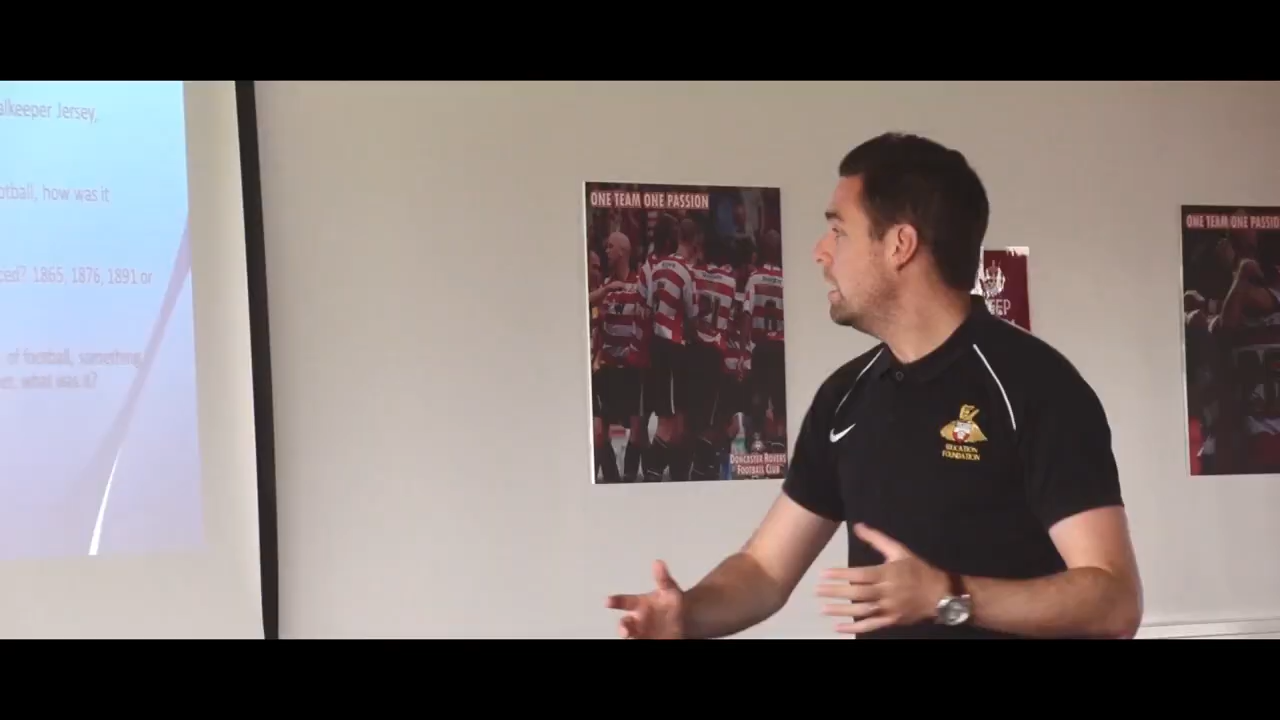 alkeeper Jersey,
otball, how was it
ced? 1865, 1876, 1891 or
of football, something
what was it?
ONE TEAM ONE PASSION
DONCASTER ROVERS
FOOTBALL CLUB
EDUCATION
FOUNDATION
ONE TEAM ONE PASSION